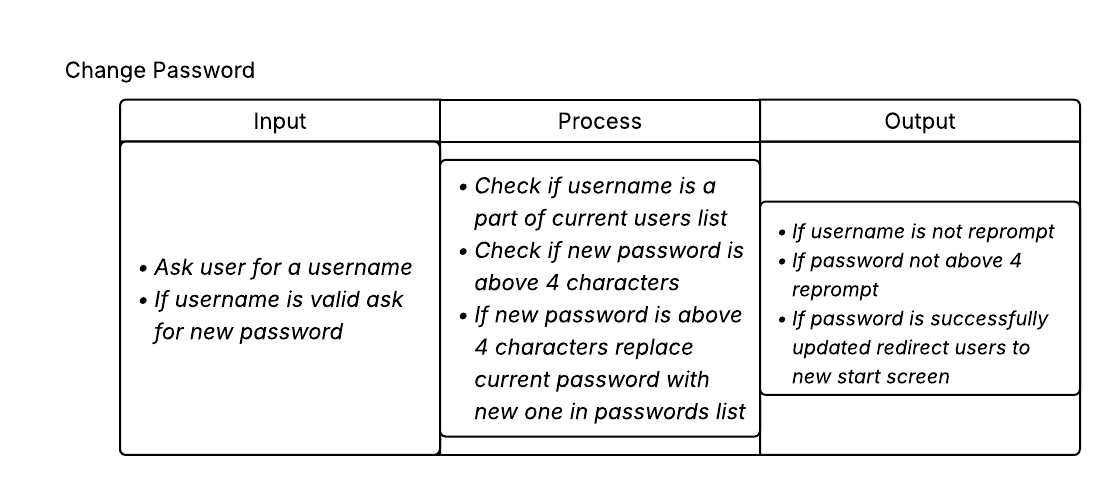 Change Password
Input
Process
Output
• Ask user for a username
• If username is valid ask
for new password
• Check if username is a
part of current users list
• Check if new password is
above 4 characters
• If new password is above
4 characters replace
current password with
new one in passwords list
• If username is not reprompt
• If password not above 4
reprompt
• If password is successfully
updated redirect users to
new start screen